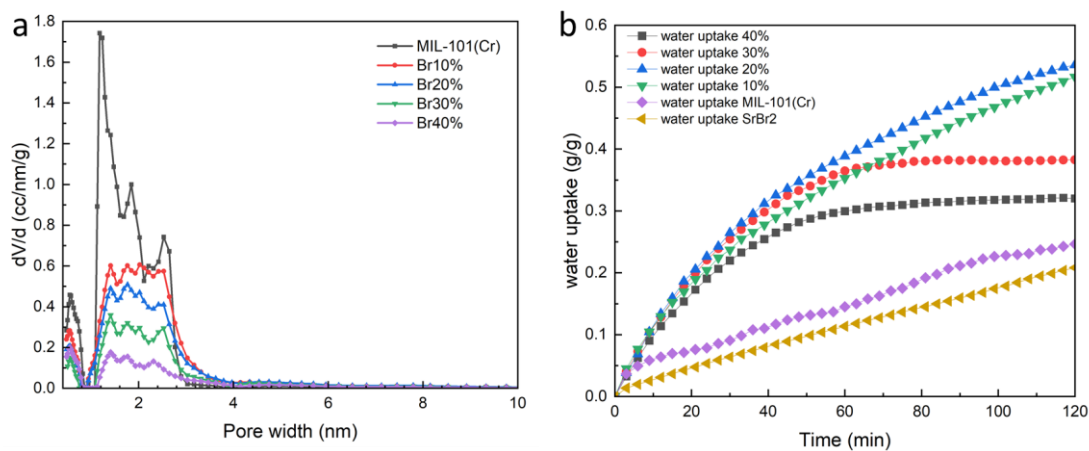 a
dV/d (cc/nm/g)
1.8
1.6
1.4
1.2
1.0
0.8
0.6
0.4
0.2
0.0
MIL-101(Cr)
Br10%
Br20%
Br30%
Br40%
2
4
6
8
10
Pore width (nm)
b
water uptake (g/g)
0.6
0.5
0.4
0.3
0.2
0.1
0.0
water uptake 40%
water uptake 30%
water uptake 20%
water uptake 10%
water uptake MIL-101(Cr)
water uptake SrBr2
0
20
40
60
80
100
120
Time (min)